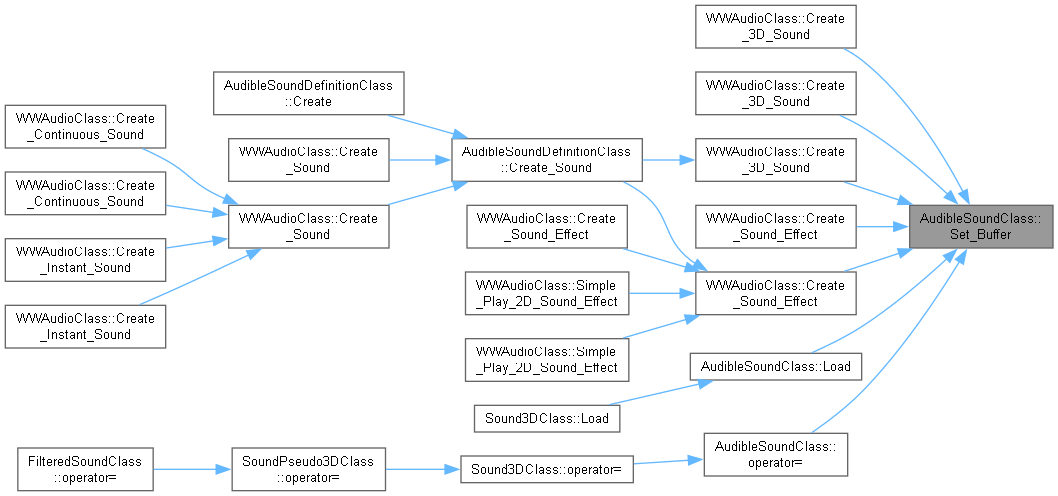 WWAudioClass::Create
_3D_Sound
AudibleSoundDefinitionClass
::Create
WWAudioClass::Create
_3D_Sound
WWAudioClass::Create
_Continuous_Sound
WWAudioClass::Create
_Sound
AudibleSoundDefinitionClass
::Create_Sound
WWAudioClass::Create
_3D_Sound
WWAudioClass::Create
_Continuous_Sound
WWAudioClass::Create
_Sound
WWAudioClass::Create
_Sound_Effect
WWAudioClass::Create
_Sound_Effect
AudibleSoundClass::
Set_Buffer
WWAudioClass::Create
_Instant_Sound
WWAudioClass::Simple
_Play_2D_Sound_Effect
WWAudioClass::Create
_Sound_Effect
WWAudioClass::Create
_Instant_Sound
WWAudioClass::Simple
_Play_2D_Sound_Effect
AudibleSoundClass::Load
Sound3DClass::Load
FilteredSoundClass
::operator=
SoundPseudo3DClass
::operator=
Sound3DClass::operator=
AudibleSoundClass::
operator=